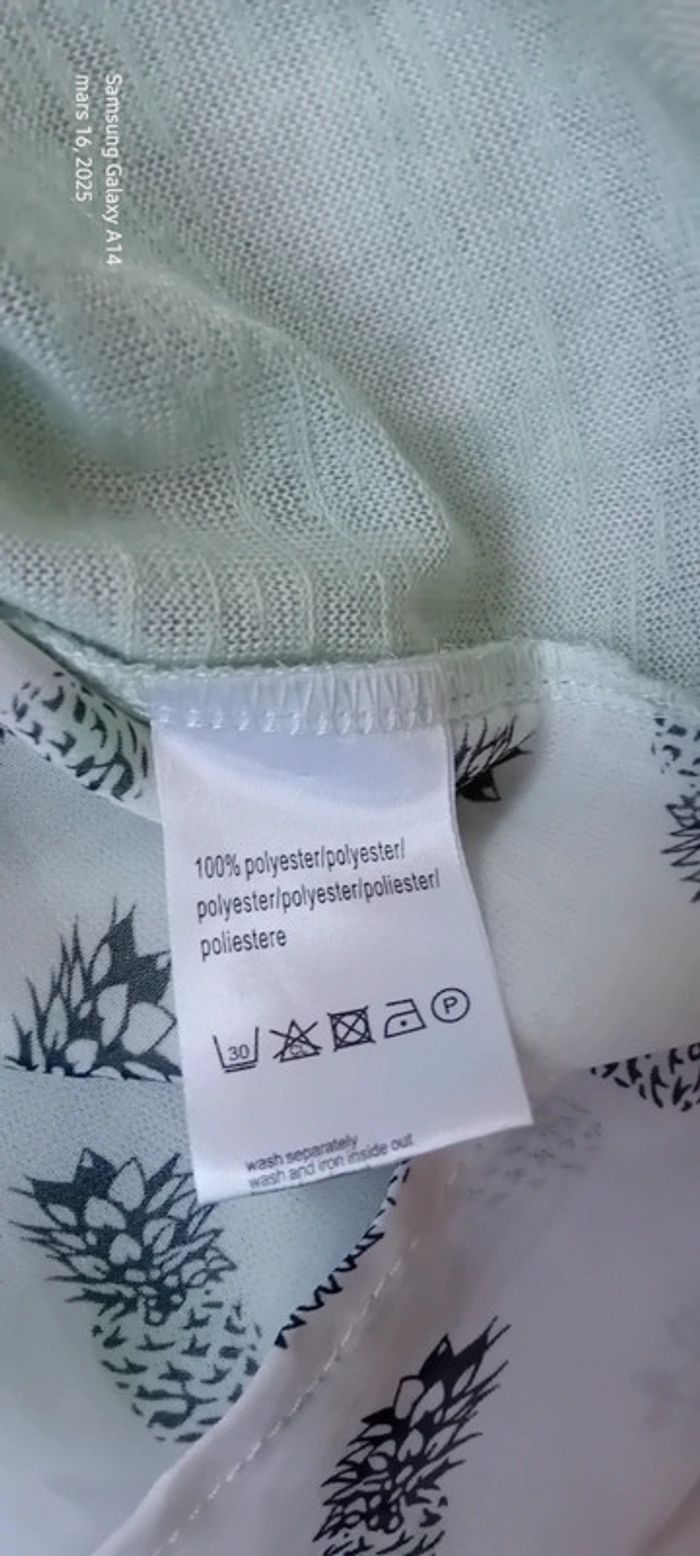 Samsung Galaxy A14
mars 16, 2025
100% polyester/polyester/
polyester/polyester/poliester/
poliestere
30 CL P
wash separately
wash and iron inside out